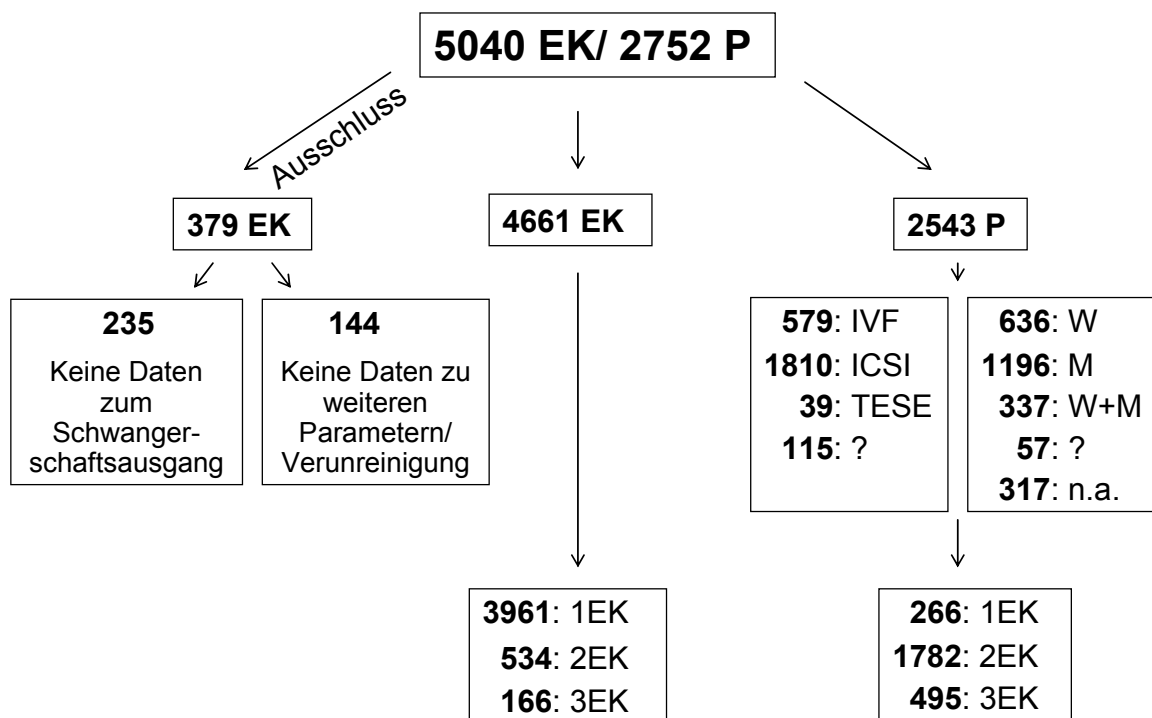 5040 EK/ 2752 P
Ausschluss
379 EK
4661 EK
2543 P
235
Keine Daten
zum
Schwanger-
schaftsausgang
144
Keine Daten zu
weiteren
Parametern/
Verunreinigung
579: IVF
1810: ICSI
39: TESE
115: ?
636: W
1196: M
337: W+M
57: ?
317: n.a.
3961: 1EK
534: 2EK
166: 3EK
266: 1EK
1782: 2EK
495: 3EK